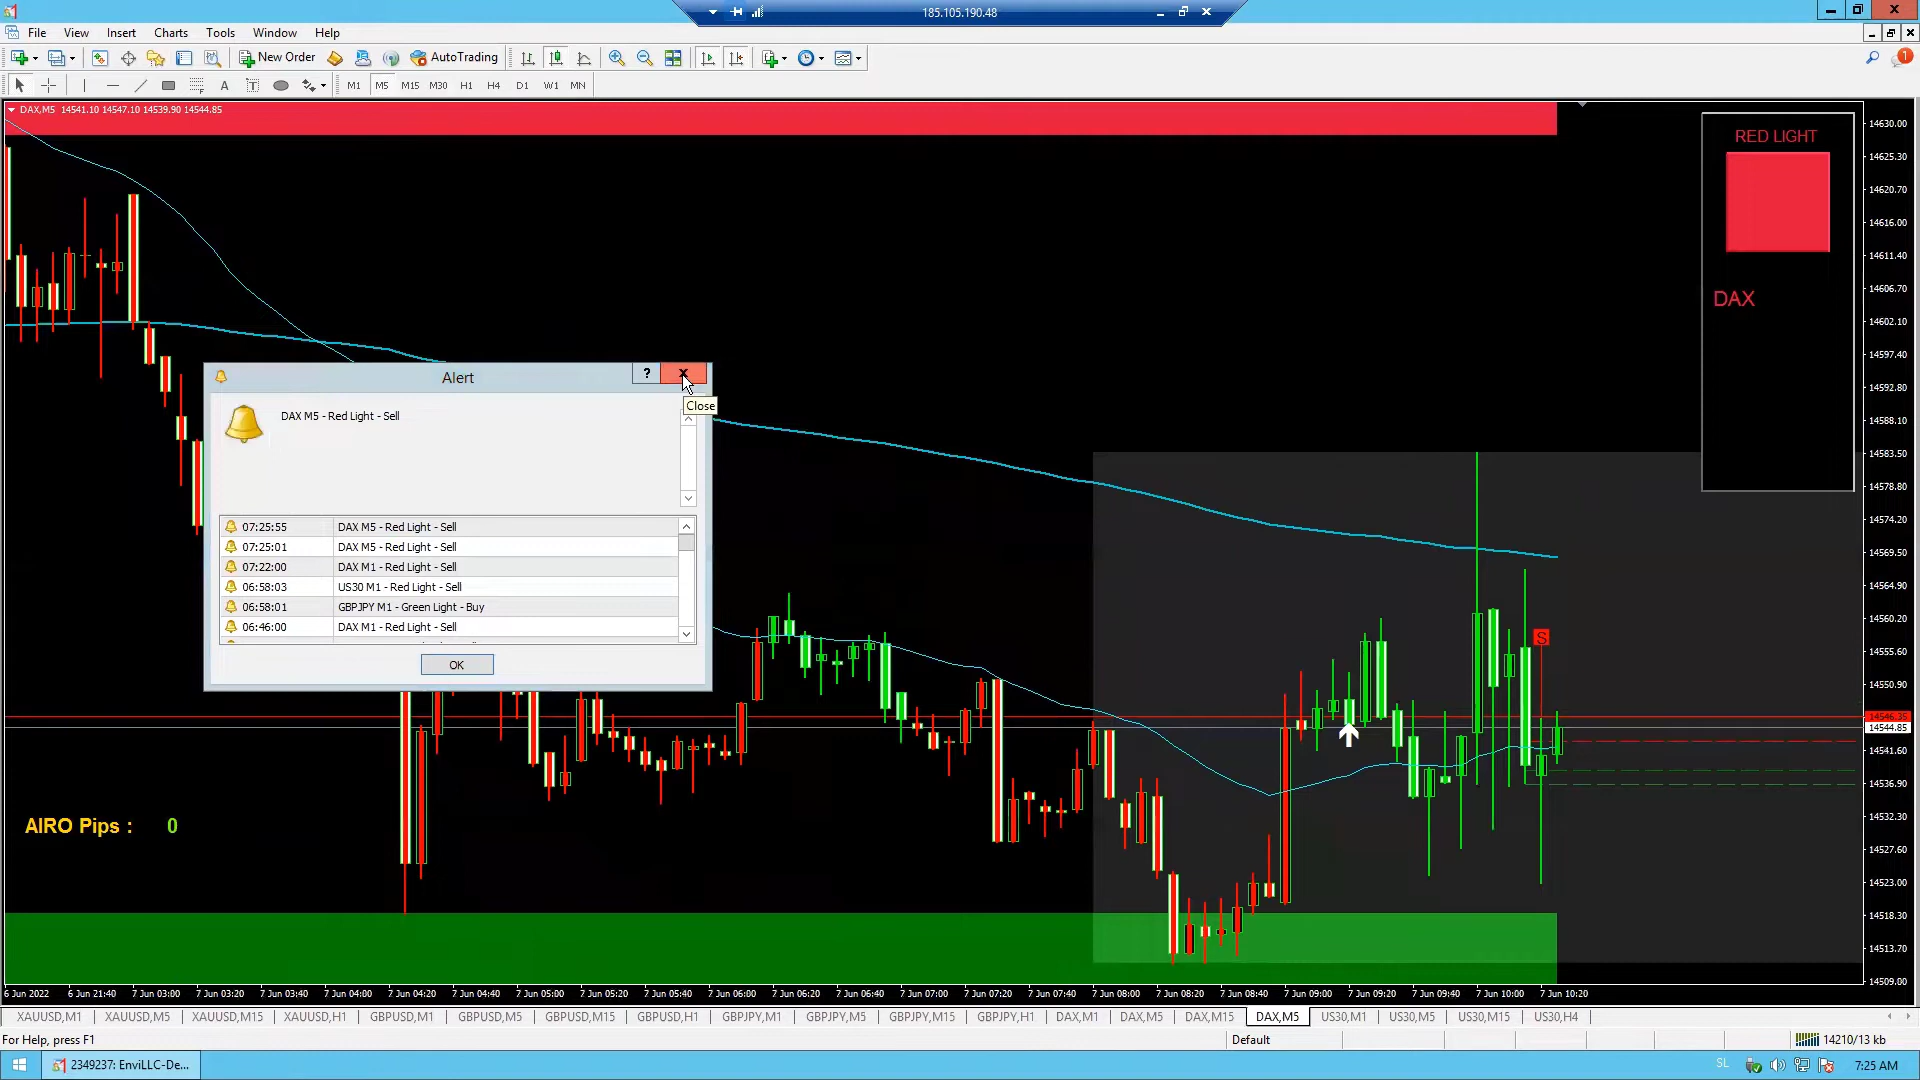 185.105.190.48
File View Insert Charts Tools Window Help
New Order AutoTrading
A T M1 M5 M15 M30 H1 H4 D1 W1 MN
1
DAX,M5 14541.10 14547.10 14539.90 14544.85
RED LIGHT
DAX
14630.00
14625.30
14620.70
14616.00
14611.40
14606.70
14602.10
14597.40
14592.80
14588.10
14583.50
14578.80
14574.20
14569.50
14564.90
14560.20
14555.60
14550.90
14546.35
14544.85
14541.60
14536.90
14532.30
14527.60
14523.00
14518.30
14513.70
14509.00
Alert
?
Close
DAX M5 - Red Light - Sell
07:25:55 DAX M5 - Red Light - Sell
07:25:01 DAX M5 - Red Light - Sell
07:22:00 DAX M1 - Red Light - Sell
06:58:03 US30 M1 - Red Light - Sell
06:58:01 GBPJPY M1 - Green Light - Buy
06:46:00 DAX M1 - Red Light - Sell
OK
S
AIRO Pips : 0
6 Jun 2022 6 Jun 21:40 7 Jun 03:00 7 Jun 03:20 7 Jun 03:40 7 Jun 04:00 7 Jun 04:20 7 Jun 04:40 7 Jun 05:00 7 Jun 05:20 7 Jun 05:40 7 Jun 06:00 7 Jun 06:20 7 Jun 06:40 7 Jun 07:00 7 Jun 07:20 7 Jun 07:40 7 Jun 08:00 7 Jun 08:20 7 Jun 08:40 7 Jun 09:00 7 Jun 09:20 7 Jun 09:40 7 Jun 10:00 7 Jun 10:20
XAUUSD,M1 XAUUSD,M5 XAUUSD,M15 XAUUSD,H1 GBPUSD,M1 GBPUSD,M5 GBPUSD,M15 GBPUSD,H1 GBPJPY,M1 GBPJPY,M5 GBPJPY,M15 GBPJPY,H1 DAX,M1 DAX,M5 DAX,M15 DAX,M5 US30,M1 US30,M5 US30,M15 US30,H4
For Help, press F1 Default 14210/13 kb
2349237: EnviLLC-De... SL 7:25 AM